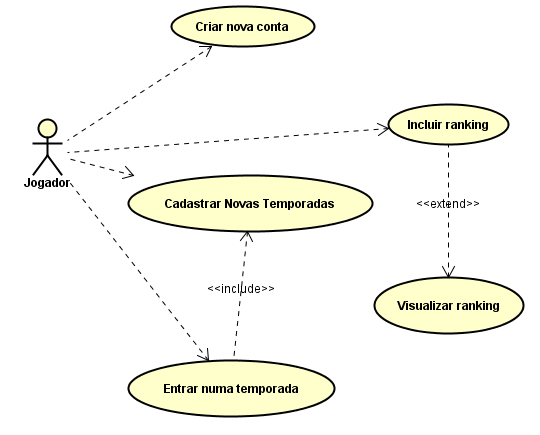 Criar nova conta
Incluir ranking
Jogador
Cadastrar Novas Temporadas
<<extend>>
<<include>>
Visualizar ranking
Entrar numa temporada